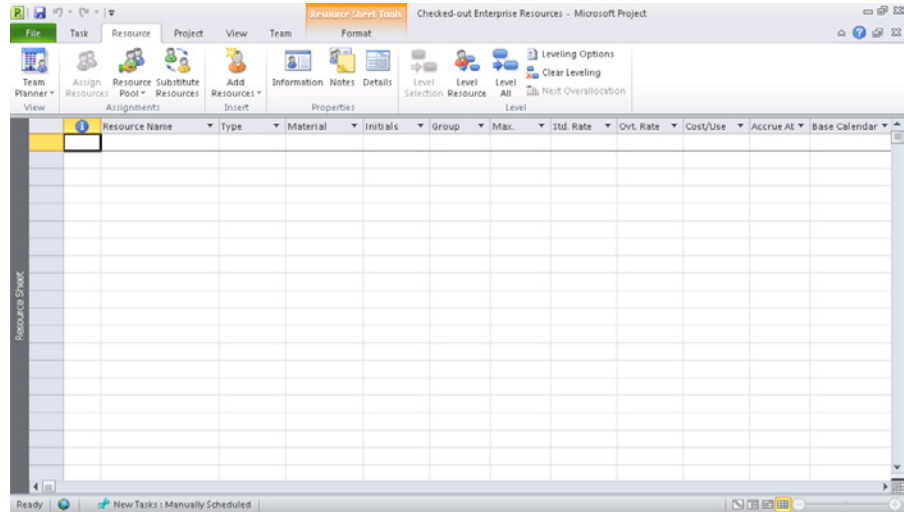 Resource Sheet Tools Checked-out Enterprise Resources - Microsoft Project
File Task Resource Project View Team Format
Team Planner
Assign Resources
Resource Pool
Substitute Resources
Add Resources
Information Notes Details
Level Selection
Level Resource
Level All
Leveling Options
Clear Leveling
Next Overallocation
View Assignments Insert Properties Level
Resource Name Type Material Initials Group Max. Std. Rate Ovt. Rate Cost/Use Accrue At Base Calendar
Resource Sheet
Ready New Tasks : Manually Scheduled